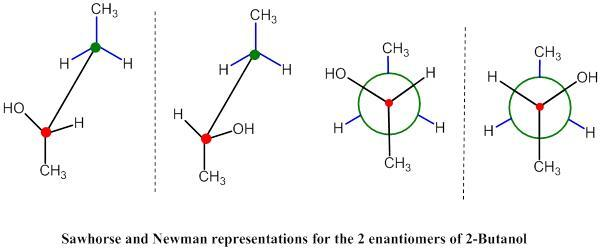 CH3
H H
HO H
CH3
CH3
H H
H OH
CH3
CH3
HO H
H H
CH3
CH3
H OH
H H
CH3
Sawhorse and Newman representations for the 2 enantiomers of 2-Butanol